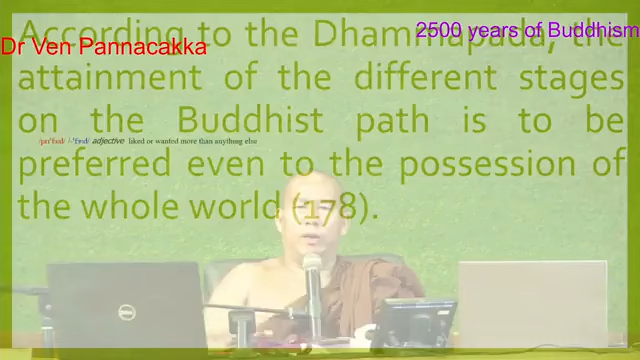 2500 years of Buddhism
Dr Ven Pannacakka
According to the Dhammapada, the
attainment of the different stages
on the Buddhist path is to be
/prɪˈfɜːd/ adjective liked or wanted more than anything else
preferred even to the possession of
the whole world (178).
DELL